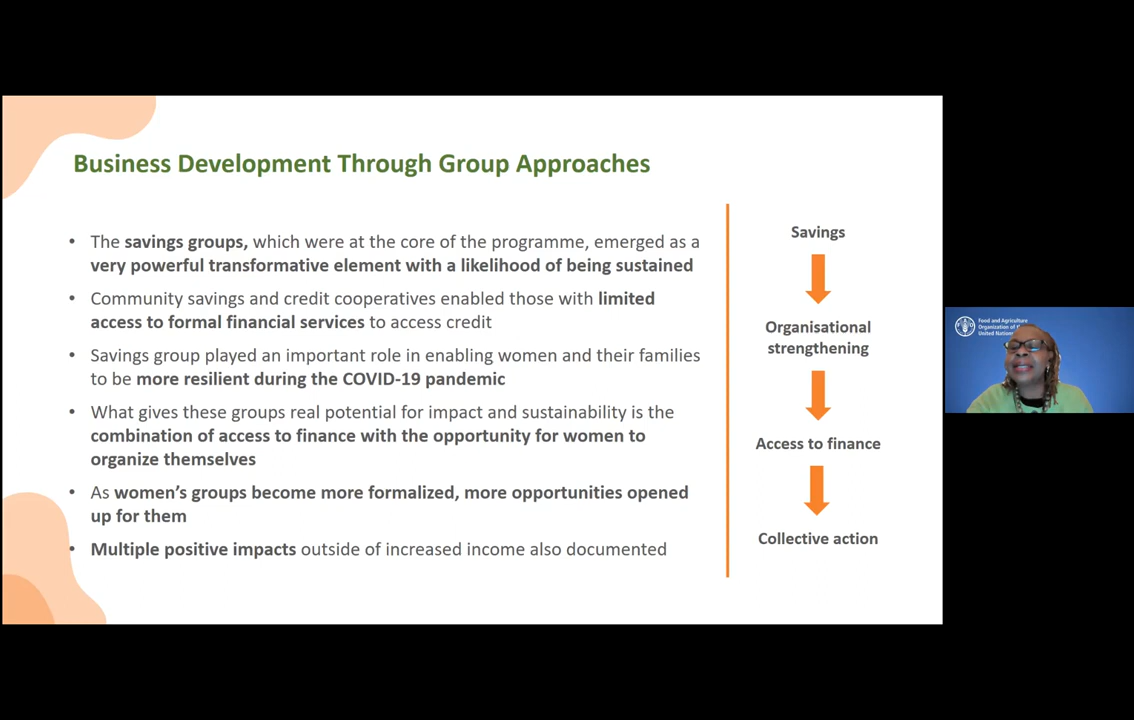 Business Development Through Group Approaches
• The savings groups, which were at the core of the programme, emerged as a
very powerful transformative element with a likelihood of being sustained
• Community savings and credit cooperatives enabled those with limited
access to formal financial services to access credit
• Savings group played an important role in enabling women and their families
to be more resilient during the COVID-19 pandemic
• What gives these groups real potential for impact and sustainability is the
combination of access to finance with the opportunity for women to
organize themselves
• As women’s groups become more formalized, more opportunities opened
up for them
• Multiple positive impacts outside of increased income also documented
Savings
Organisational
strengthening
Access to finance
Collective action
Food and Agriculture
Organization of
United Nations